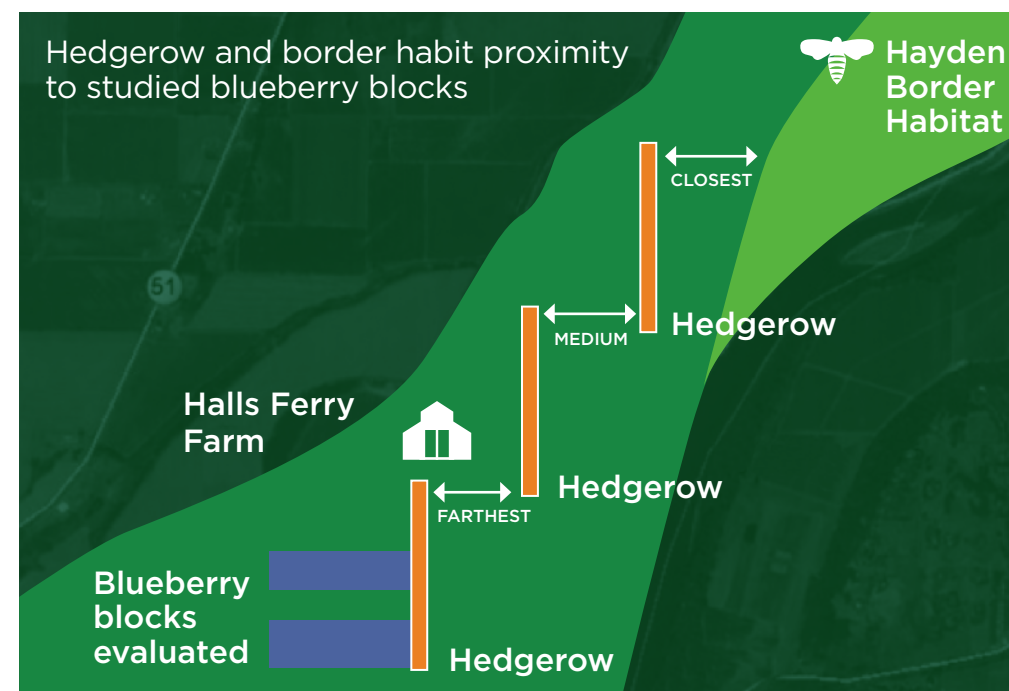 Hedgerow and border habit proximity
to studied blueberry blocks
Hayden
Border
Habitat
CLOSEST
51
Hedgerow
MEDIUM
Halls Ferry
Farm
Hedgerow
FARTHEST
Blueberry
blocks
evaluated
Hedgerow